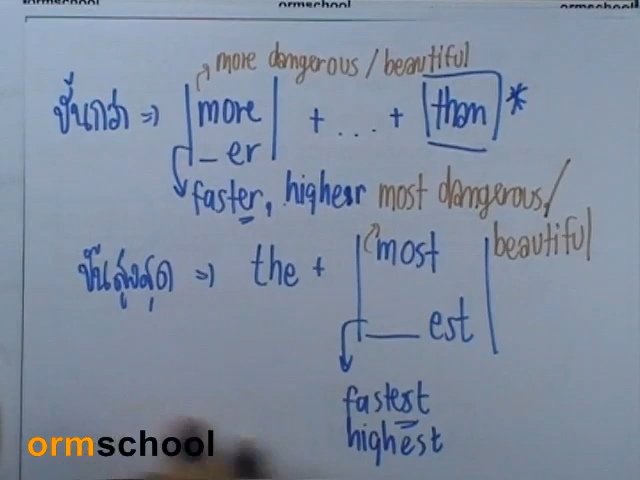 ormschool ormschool ormschool
more dangerous / beautiful
ขั้นกว่า => more + ... + than *
_ er
faster, higher most dangerous /
ขั้นสูงสุด => the + most beautiful
___ est
fastest
highest
ormschool